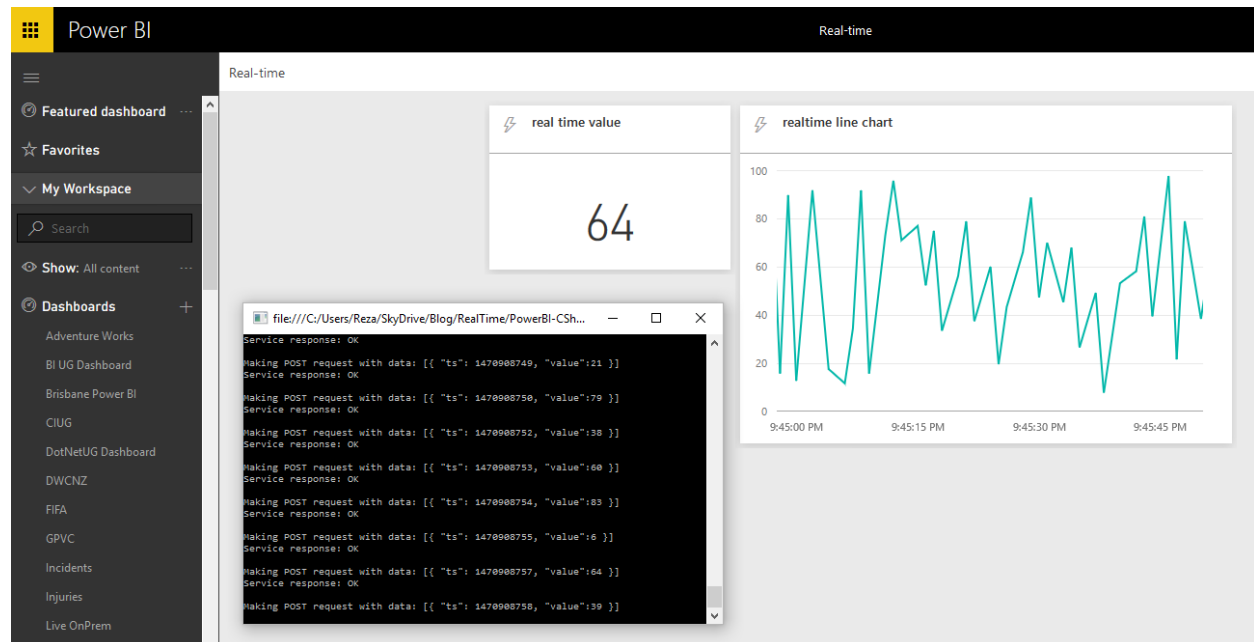 Power BI
Real-time
Real-time
Featured dashboard ...
Favorites
My Workspace
Search
Show: All content ...
Dashboards +
Adventure Works
BI UG Dashboard
Brisbane Power BI
CIUG
DotNetUG Dashboard
DWCNZ
FIFA
GPVC
Incidents
Injuries
Live OnPrem
real time value
64
realtime line chart
100
80
60
40
20
0
9:45:00 PM 9:45:15 PM 9:45:30 PM 9:45:45 PM
file:///C:/Users/Reza/SkyDrive/Blog/RealTime/PowerBI-CSh...
Service response: OK
Making POST request with data: [{ "ts": 1470908749, "value":21 }]
Service response: OK
Making POST request with data: [{ "ts": 1470908750, "value":79 }]
Service response: OK
Making POST request with data: [{ "ts": 1470908752, "value":38 }]
Service response: OK
Making POST request with data: [{ "ts": 1470908753, "value":60 }]
Service response: OK
Making POST request with data: [{ "ts": 1470908754, "value":83 }]
Service response: OK
Making POST request with data: [{ "ts": 1470908755, "value":6 }]
Service response: OK
Making POST request with data: [{ "ts": 1470908757, "value":64 }]
Service response: OK
Making POST request with data: [{ "ts": 1470908758, "value":39 }]